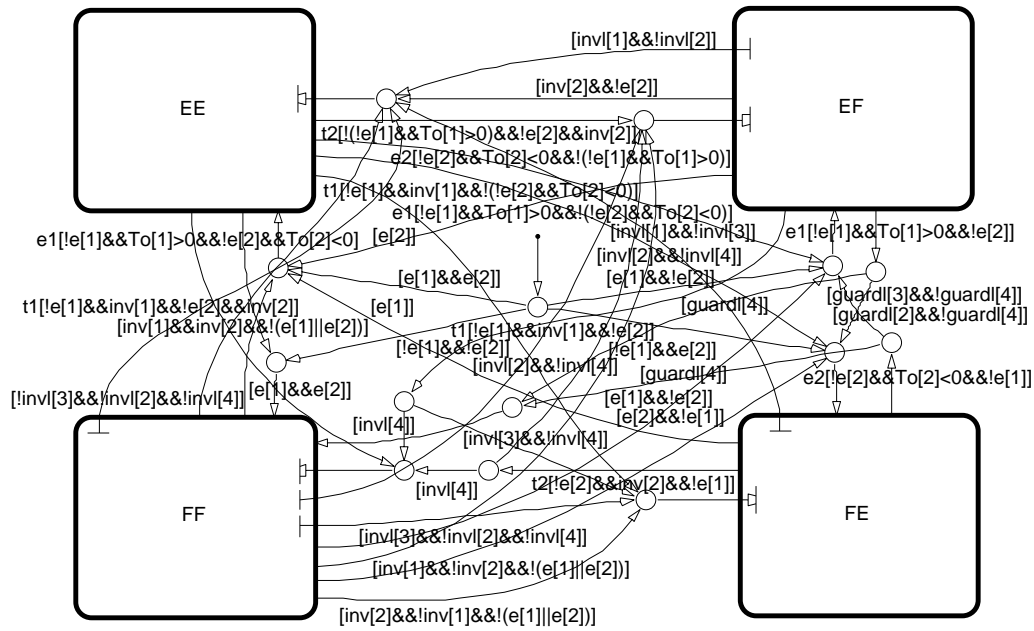 [invl[1]&&!invl[2]]
EE
EF
[inv[2]&&!e[2]]
t2[!(!e[1]&&To[1]>0)&&!e[2]&&inv[2]]
e2[!e[2]&&To[2]<0&&!(!e[1]&&To[1]>0)]
t1[!e[1]&&inv[1]&&!(!e[2]&&To[2]<0)]
e1[!e[1]&&To[1]>0&&!(!e[2]&&To[2]<0)]
e1[!e[1]&&To[1]>0&&!e[2]&&To[2]<0]
[e[2]]
[invl[1]&&!invl[3]]
e1[!e[1]&&To[1]>0&&!e[2]]
[invl[2]&&!invl[4]]
[e[1]&&e[2]]
[e[1]&&!e[2]]
t1[!e[1]&&inv[1]&&!e[2]&&inv[2]]
[e[1]]
[guardl[4]]
[guardl[3]&&!guardl[4]]
[guardl[2]&&!guardl[4]]
[inv[1]&&inv[2]&&!(e[1]||e[2])]
t1[!e[1]&&inv[1]&&!e[2]]
[!e[1]&&!e[2]]
[!e[1]&&e[2]]
[invl[2]&&!invl[4]]
[guardl[4]]
e2[!e[2]&&To[2]<0&&!e[1]]
[e[1]&&e[2]]
[!invl[3]&&!invl[2]&&!invl[4]]
[e[1]&&!e[2]]
[e[2]&&!e[1]]
[invl[4]]
[invl[3]&&!invl[4]]
[invl[4]]
t2[!e[2]&&inv[2]&&!e[1]]
FF
FE
[invl[3]&&!invl[2]&&!invl[4]]
[inv[1]&&!inv[2]&&!(e[1]||e[2])]
[inv[2]&&!inv[1]&&!(e[1]||e[2])]